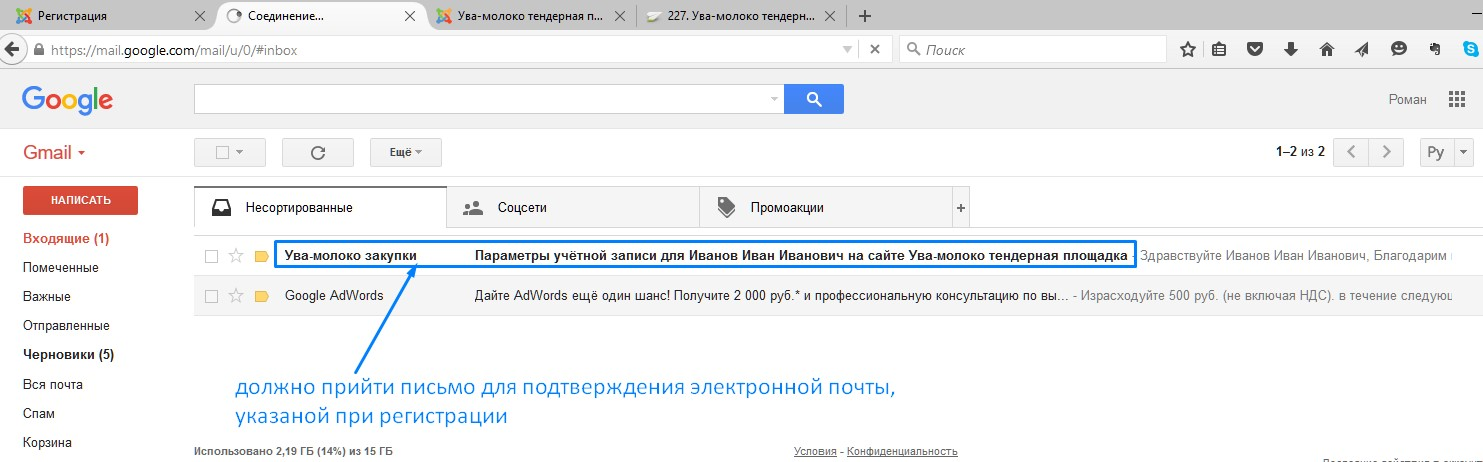 Регистрация
Соединение...
Ува-молоко тендерная п...
227. Ува-молоко тендерн...
https://mail.google.com/mail/u/0/#inbox
Поиск
Google
Роман
Gmail
Ещё
1–2 из 2
Ру
НАПИСАТЬ
Несортированные
Соцсети
Промоакции
+
Входящие (1)
Помеченные
Важные
Отправленные
Черновики (5)
Вся почта
Спам
Корзина
Ува-молоко закупки Параметры учётной записи для Иванов Иван Иванович на сайте Ува-молоко тендерная площадка - Здравствуйте Иванов Иван Иванович, Благодарим
Google AdWords Дайте AdWords ещё один шанс! Получите 2 000 руб.* и профессиональную консультацию по вы... - Израсходуйте 500 руб. (не включая НДС). в течение следующ
должно прийти письмо для подтверждения электронной почты,
указаной при регистрации
Использовано 2,19 ГБ (14%) из 15 ГБ
Условия - Конфиденциальность